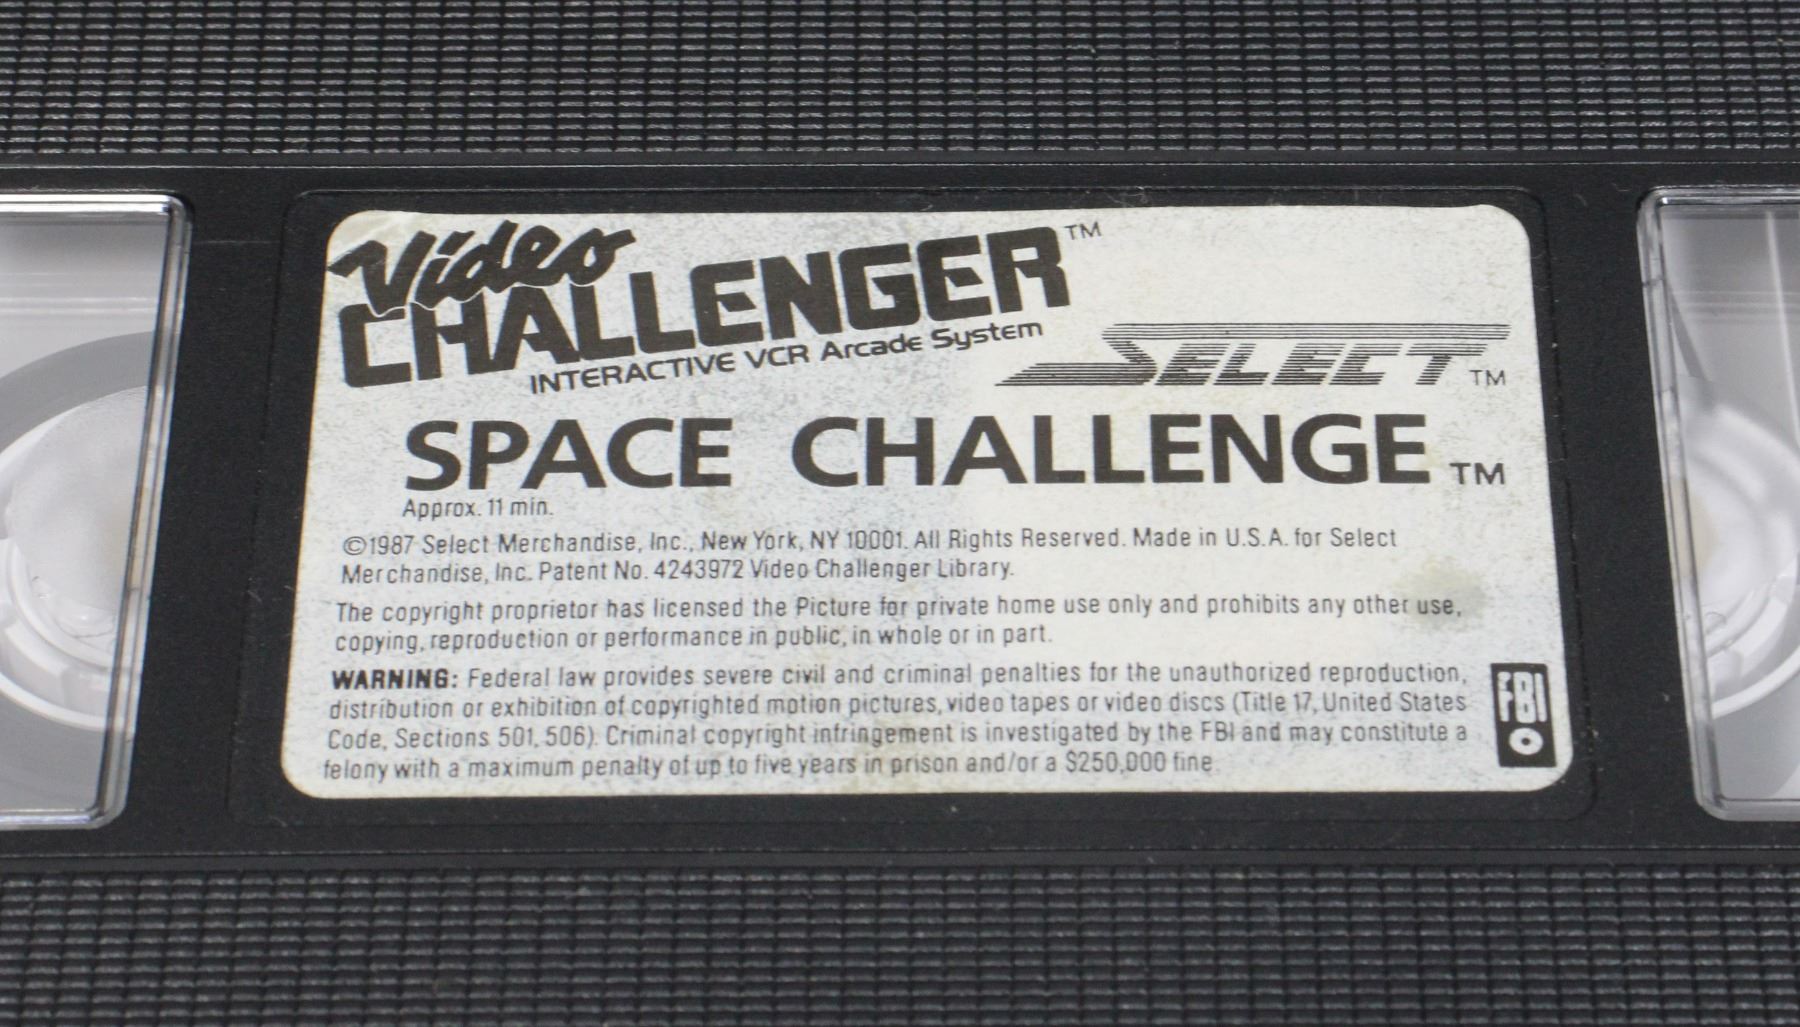 Video
CHALLENGER™
INTERACTIVE VCR Arcade System
SELECT™
SPACE CHALLENGE™
Approx. 11 min.
©1987 Select Merchandise, Inc., New York, NY 10001. All Rights Reserved. Made in U.S.A. for Select
Merchandise, Inc. Patent No. 4243972 Video Challenger Library.
The copyright proprietor has licensed the Picture for private home use only and prohibits any other use,
copying, reproduction or performance in public, in whole or in part.
WARNING: Federal law provides severe civil and criminal penalties for the unauthorized reproduction,
distribution or exhibition of copyrighted motion pictures, video tapes or video discs (Title 17, United States
Code, Sections 501, 506). Criminal copyright infringement is investigated by the FBI and may constitute a
felony with a maximum penalty of up to five years in prison and/or a $250,000 fine.
FBI